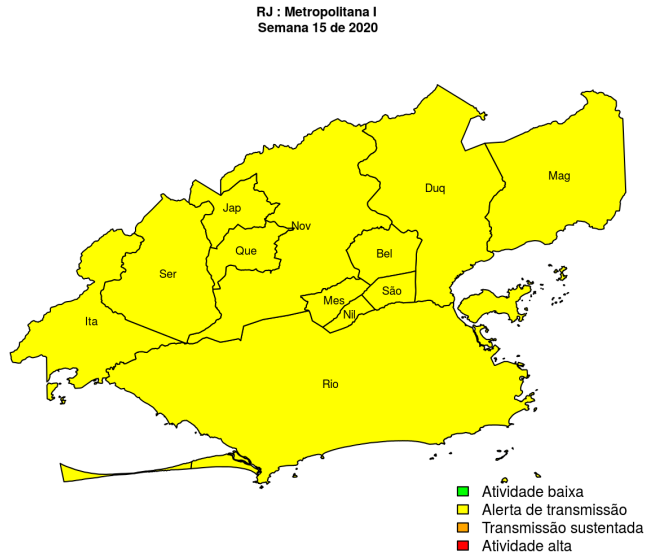 RJ : Metropolitana I
Semana 15 de 2020
Mag
Duq
Jap
Nov
Que
Bel
Ser
São
Mes
Nil
Ita
Rio
Atividade baixa
Alerta de transmissão
Transmissão sustentada
Atividade alta